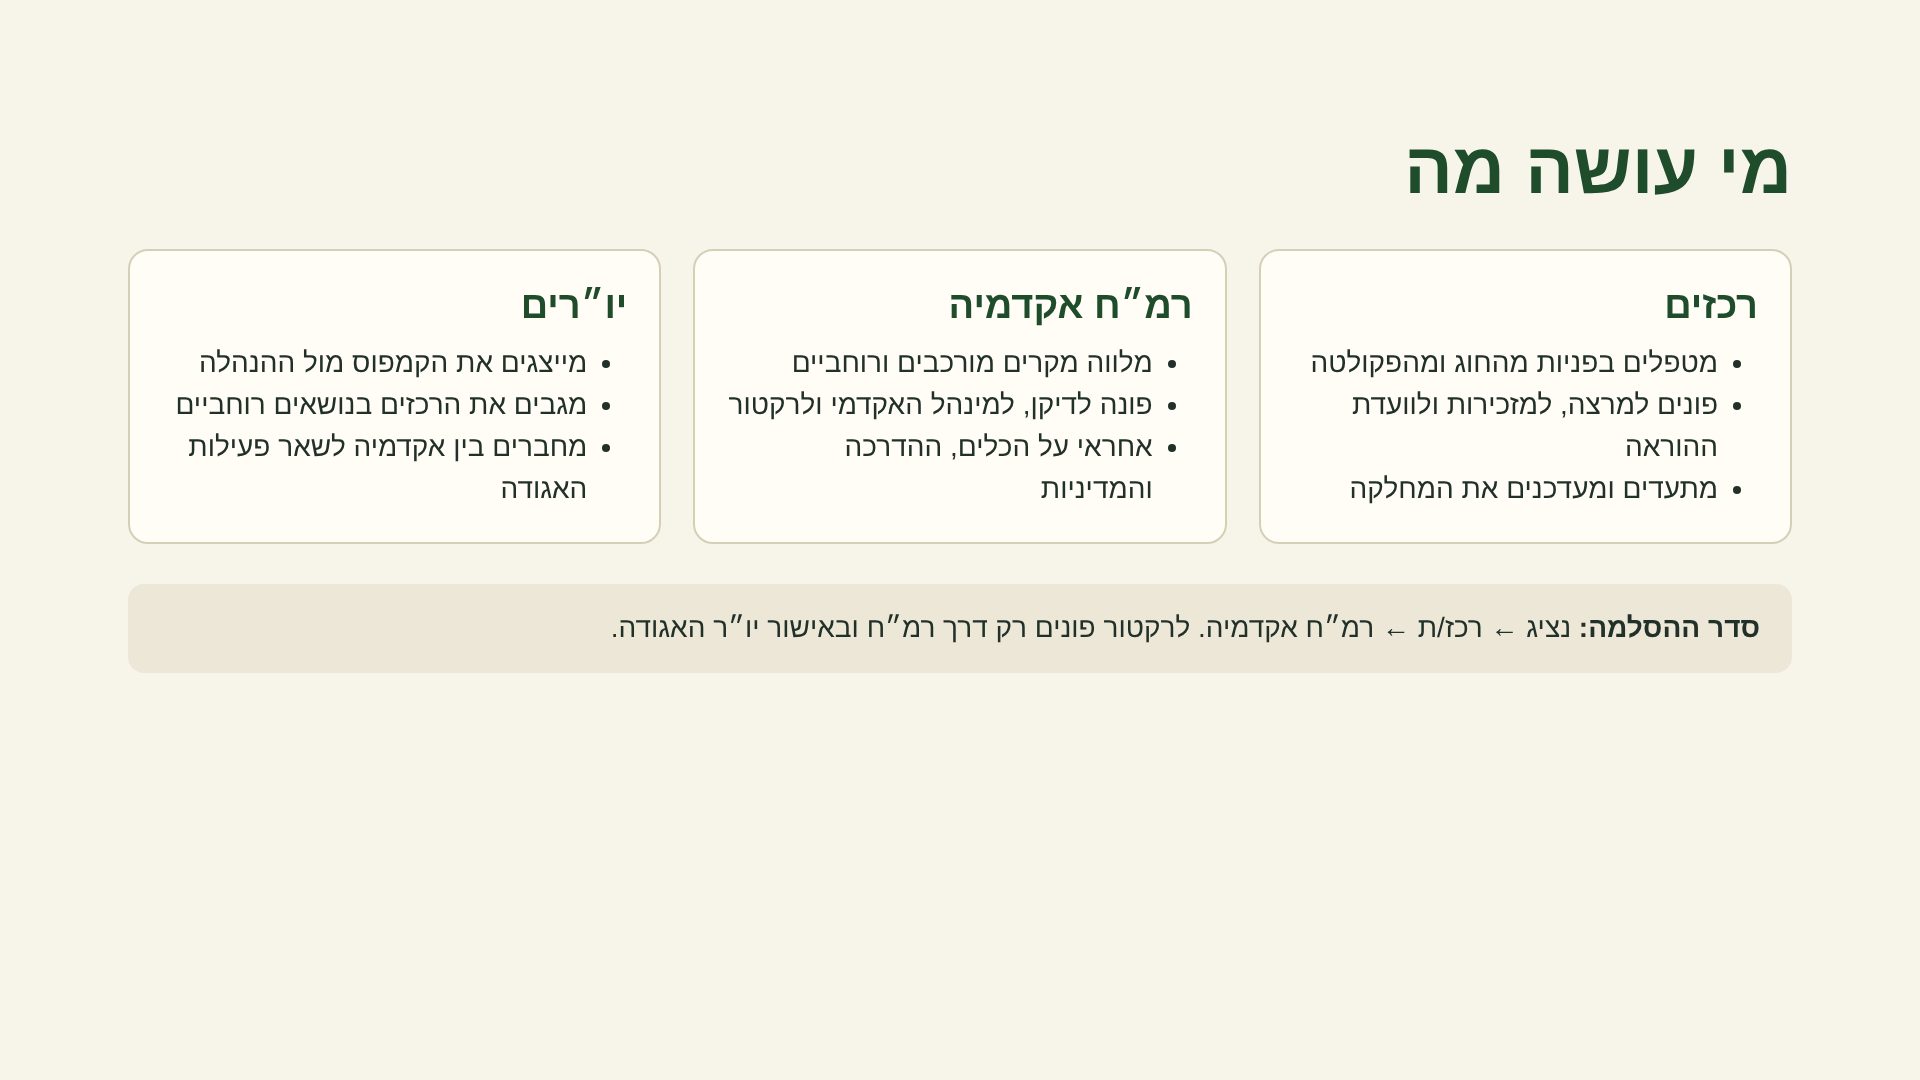 מי עושה מה
רכזים
• מטפלים בפניות מהחוג ומהפקולטה
• פונים למרצה, למזכירות ולוועדת
ההוראה
• מתעדים ומעדכנים את המחלקה
רמ״ח אקדמיה
• מלווה מקרים מורכבים ורוחביים
• פונה לדיקן, למינהל האקדמי ולרקטור
• אחראי על הכלים, ההדרכה
והמדיניות
יו״רים
• מייצגים את הקמפוס מול ההנהלה
• מגבים את הרכזים בנושאים רוחביים
• מחברים בין אקדמיה לשאר פעילות
האגודה
סדר ההסלמה: נציג ← רכז/ת ← רמ״ח אקדמיה. לרקטור פונים רק דרך רמ״ח ובאישור יו״ר האגודה.